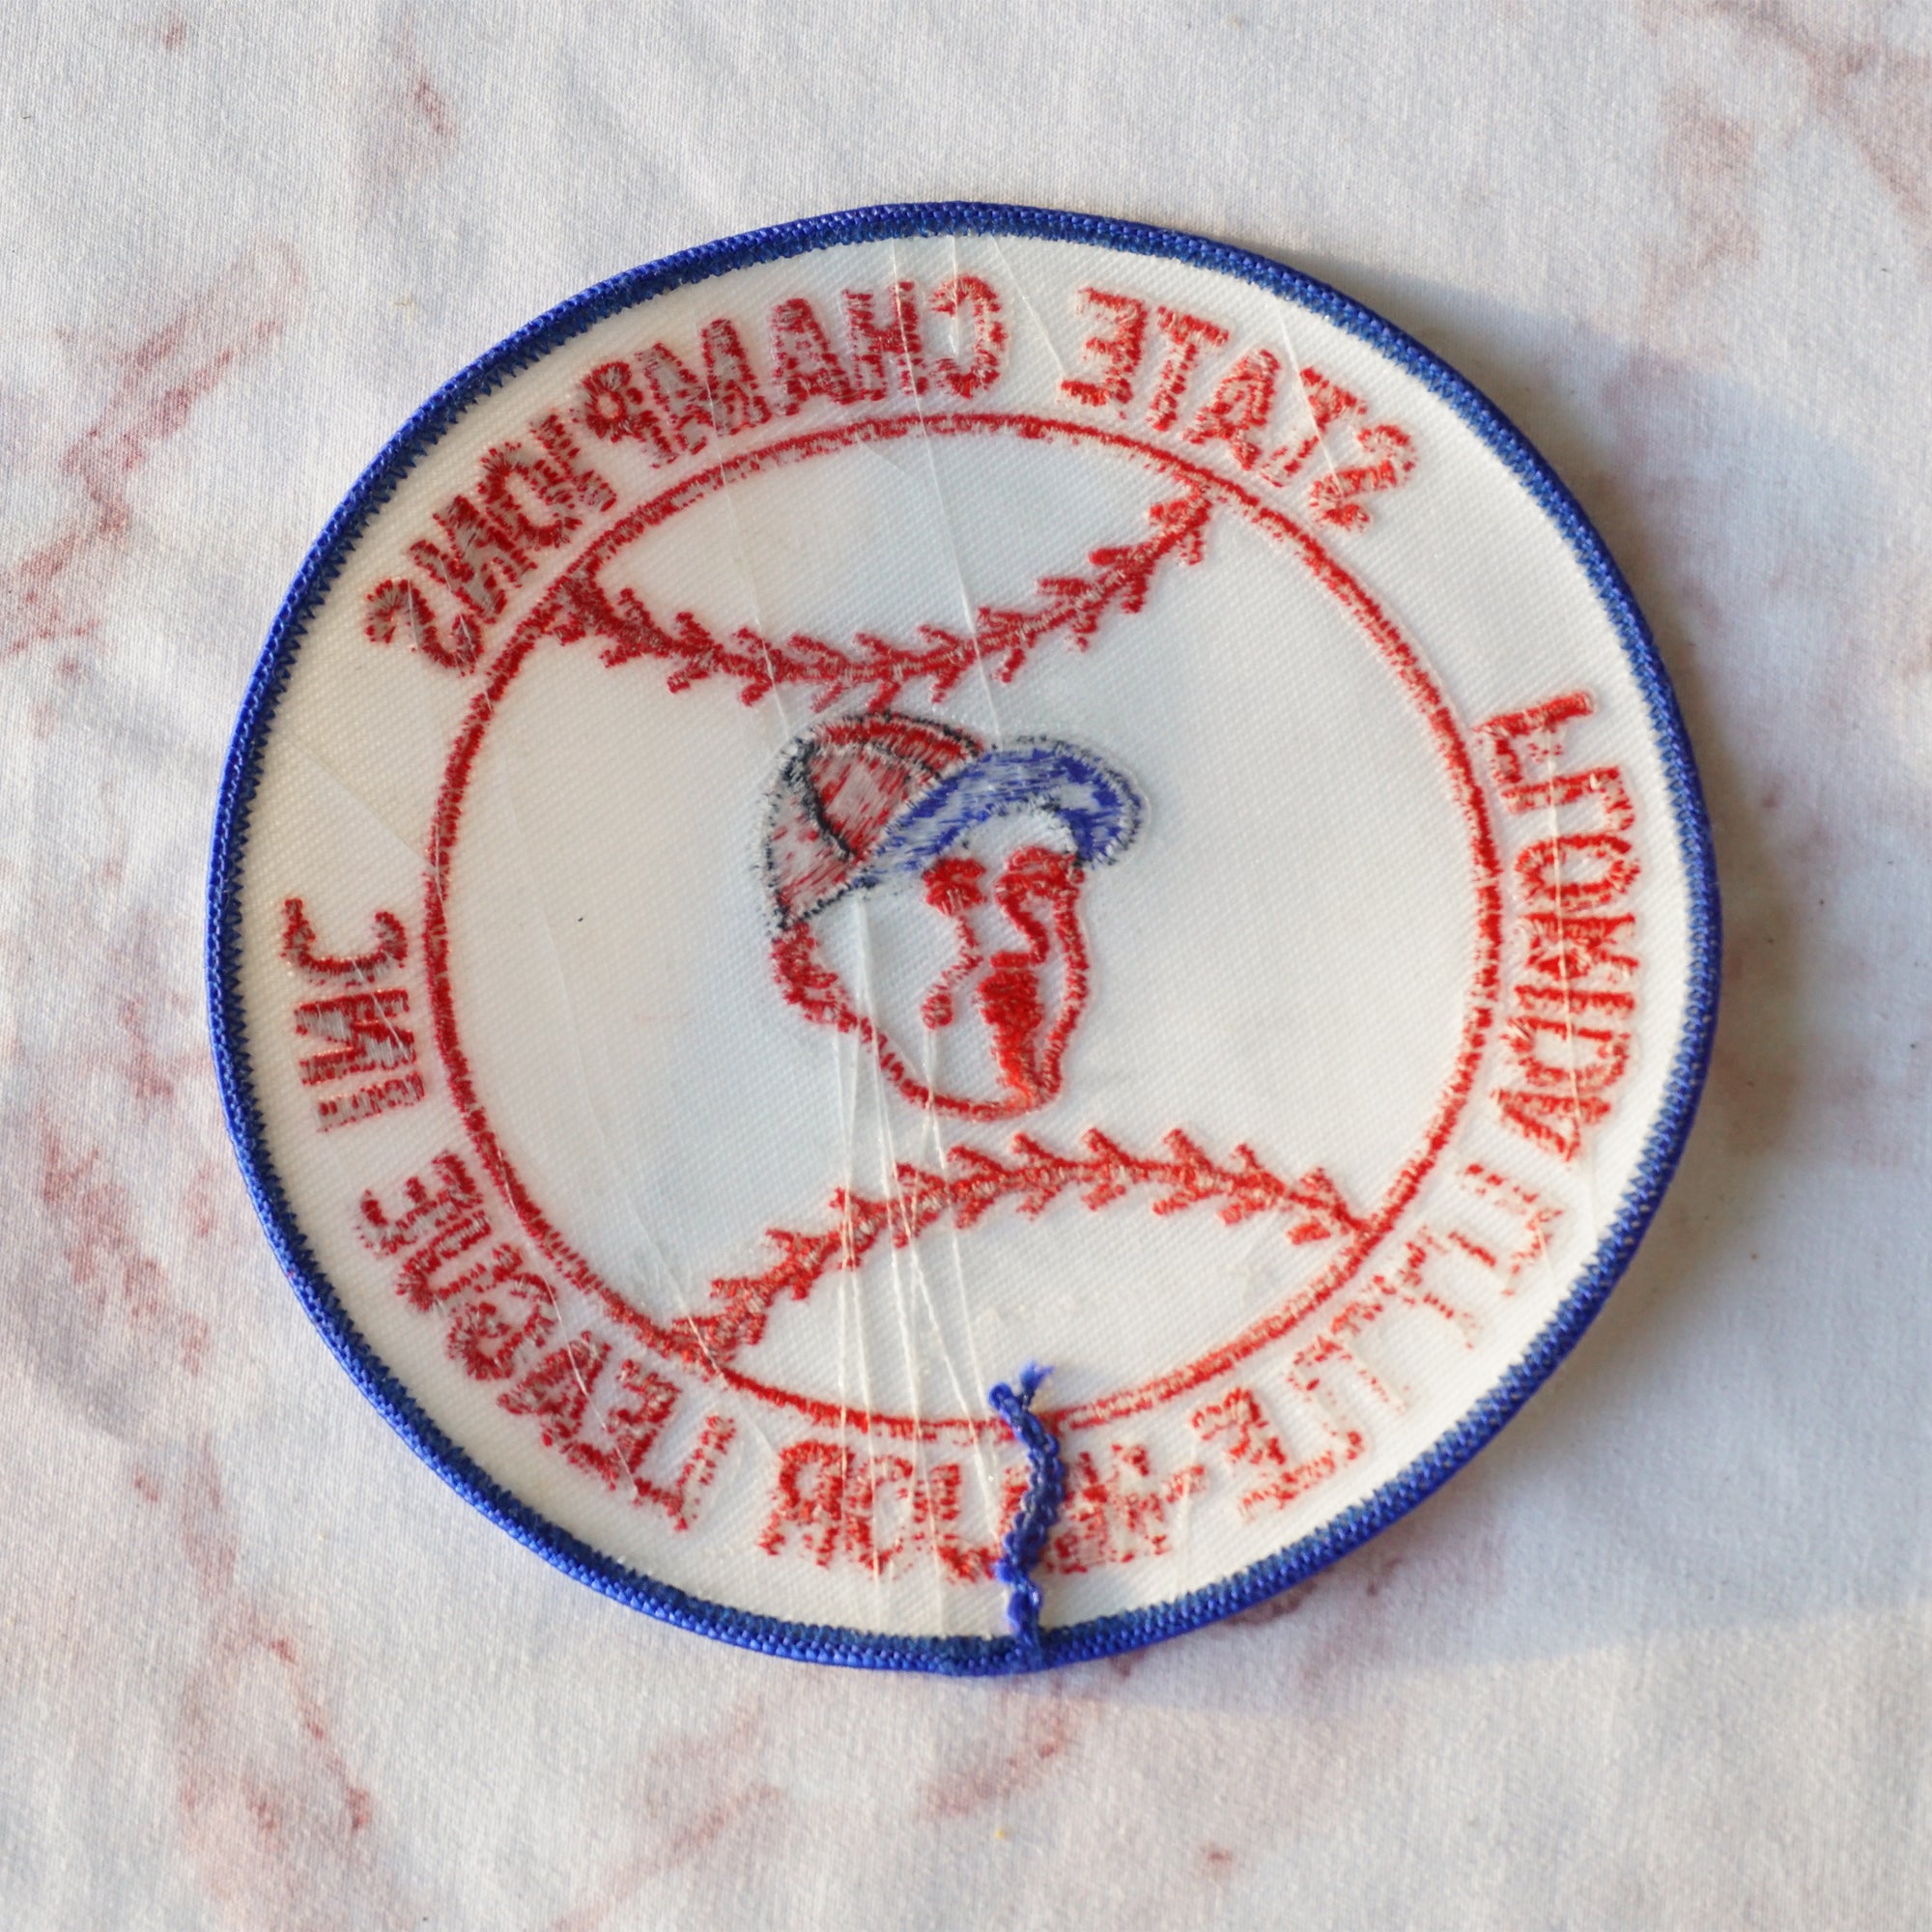 STATE CHAMPIONS
FLORIDA LITTLE MAJOR LEAGUE INC